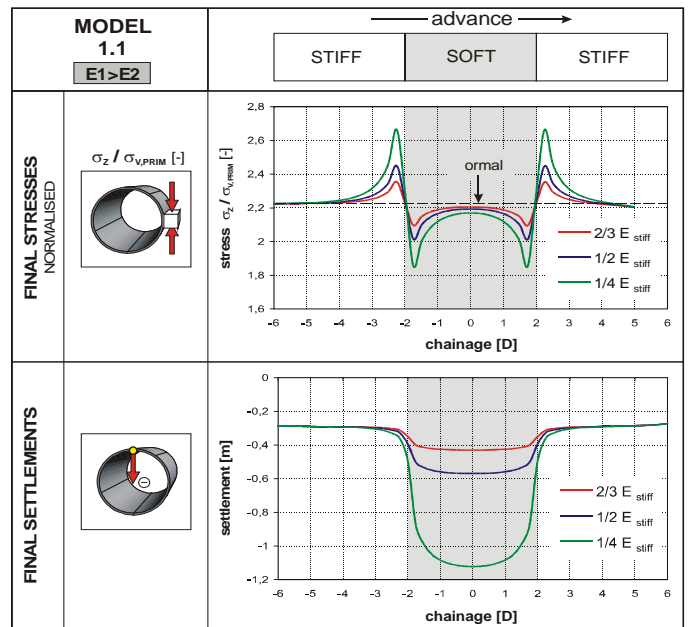 MODEL
1.1
E1>E2
advance
STIFF SOFT STIFF
FINAL STRESSES
NORMALISED
σZ / σV,PRIM [-]
stress σz / σV,PRIM [-]
2,8
2,6
2,4
2,2
2,2
2
1,8
1,6
ormal
2/3 E stiff
1/2 E stiff
1/4 E stiff
-6 -5 -4 -3 -2 -1 0 1 2 3 4 5 6
chainage [D]
FINAL SETTLEMENTS
⊖
settlement [m]
0
-0,2
-0,4
-0,6
-0,8
-1
-1,2
2/3 E stiff
1/2 E stiff
1/4 E stiff
-6 -5 -4 -3 -2 -1 0 1 2 3 4 5 6
chainage [D]